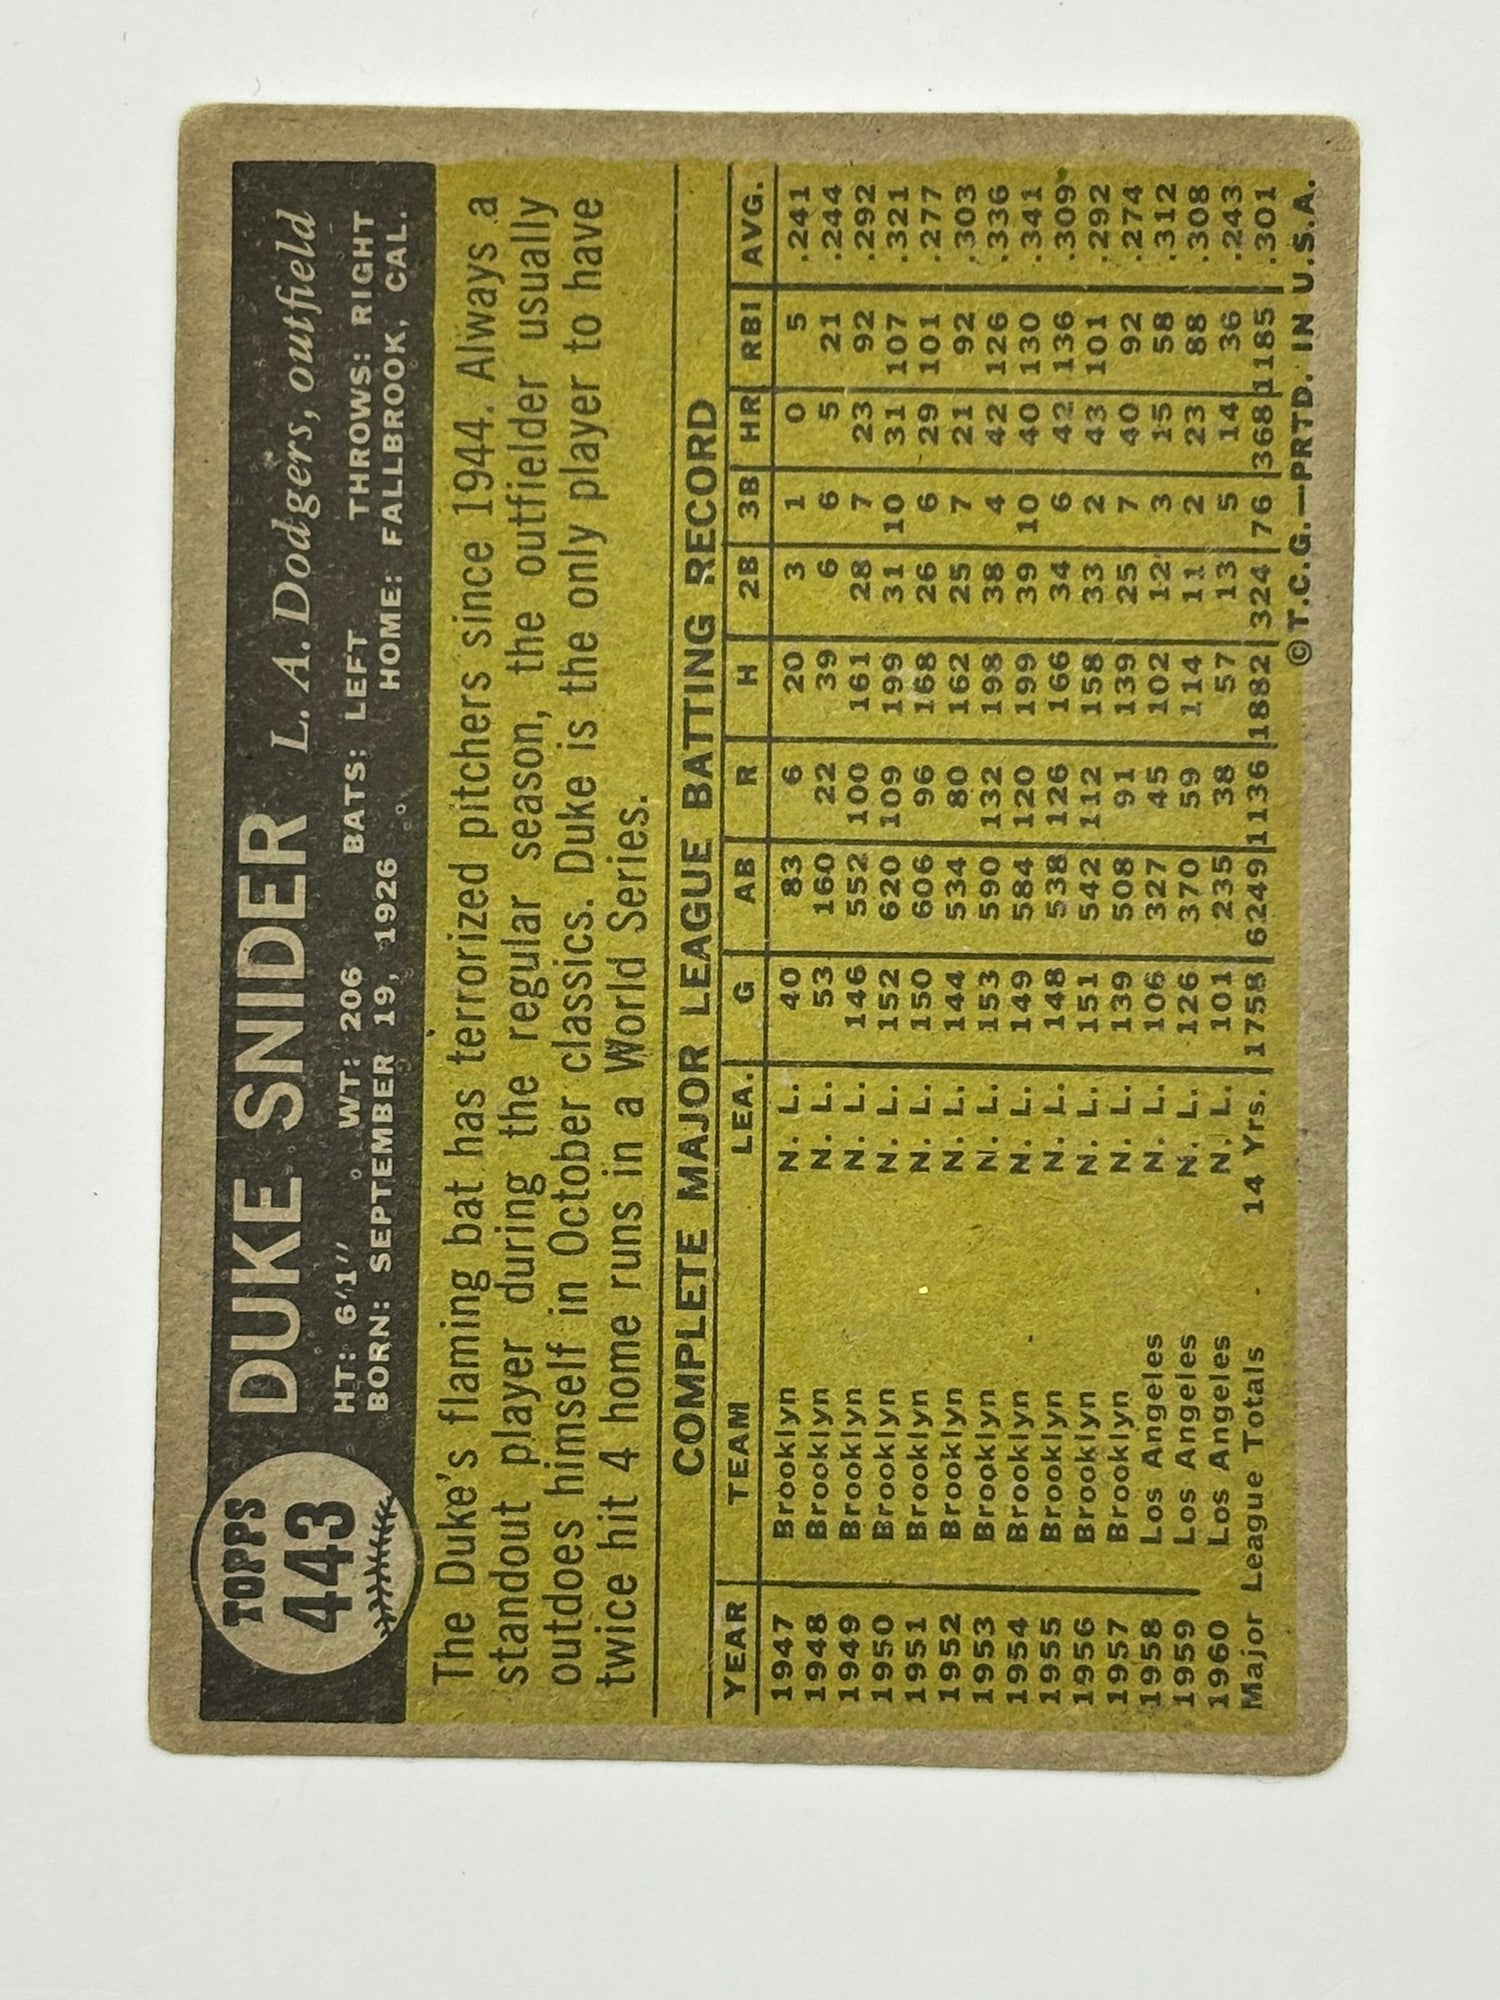 TOPPS
443
DUKE SNIDER L. A. Dodgers, outfield
HT: 6'1" WT: 206 BATS: LEFT THROWS: RIGHT
BORN: SEPTEMBER 19, 1926 HOME: FALLBROOK, CAL.
The Duke's flaming bat has terrorized pitchers since 1944. Always a
standout player during the regular season, the outfielder usually
outdoes himself in October classics. Duke is the only player to have
twice hit 4 home runs in a World Series.
COMPLETE MAJOR LEAGUE BATTING RECORD
YEAR TEAM LEA. G AB R H 2B 3B HR RBI AVG.
1947 Brooklyn N. L. 40 83 6 20 3 1 0 5 .241
1948 Brooklyn N. L. 53 160 22 39 6 6 5 21 .244
1949 Brooklyn N. L. 146 552 100 161 28 7 23 92 .292
1950 Brooklyn N. L. 152 620 109 199 31 10 31 107 .321
1951 Brooklyn N. L. 150 606 96 168 26 6 29 101 .277
1952 Brooklyn N. L. 144 534 80 162 25 7 21 92 .303
1953 Brooklyn N. L. 153 590 132 198 38 4 42 126 .336
1954 Brooklyn N. L. 149 584 120 199 39 10 40 130 .341
1955 Brooklyn N. L. 148 538 126 166 34 6 42 136 .309
1956 Brooklyn N. L. 151 542 112 158 33 2 43 101 .292
1957 Brooklyn N. L. 139 508 91 139 25 7 40 92 .274
1958 Los Angeles N. L. 106 327 45 102 12 3 15 58 .312
1959 Los Angeles N. L. 126 370 59 114 11 2 23 88 .308
1960 Los Angeles N. L. 101 235 38 57 13 5 14 36 .243
Major League Totals 14 Yrs. 1758 6249 1136 1882 324 76 368 1185 .301
©T.C.G.—PRTD. IN U.S.A.